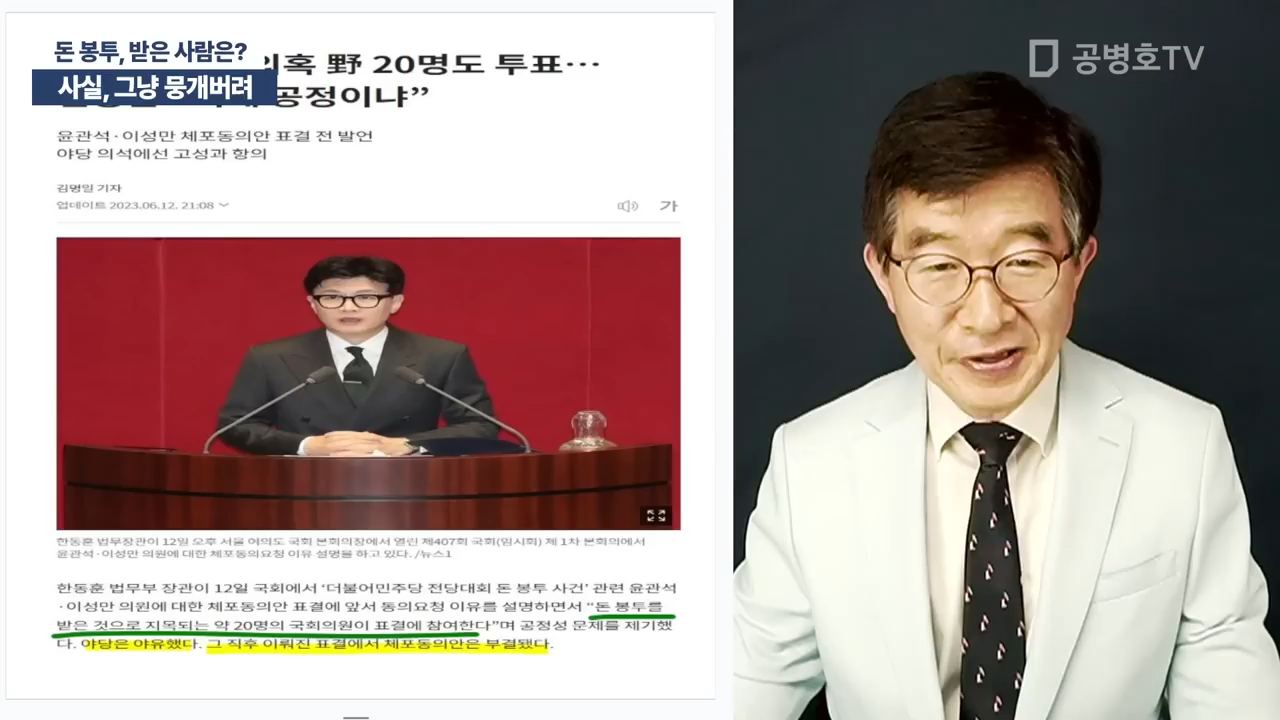 돈 봉투, 받은 사람은?
사실, 그냥 뭉개버려
공병호TV
의혹 野 20명도 투표…
공정이냐”
윤관석·이성만 체포동의안 표결 전 발언
야당 의석에선 고성과 항의
김명일 기자
업데이트 2023.06.12. 21:08
가
한동훈 법무장관이 12일 오후 서울 여의도 국회 본회의장에서 열린 제407회 국회(임시회) 제 1차 본회의에서
윤관석·이성만 의원에 대한 체포동의요청 이유 설명을 하고 있다. /뉴스1
한동훈 법무부 장관이 12일 국회에서 ‘더불어민주당 전당대회 돈 봉투 사건’ 관련 윤관석
·이성만 의원에 대한 체포동의안 표결에 앞서 동의요청 이유를 설명하면서 “돈 봉투를
받은 것으로 지목되는 약 20명의 국회의원이 표결에 참여한다”며 공정성 문제를 제기했
다. 야당은 야유했다. 그 직후 이뤄진 표결에서 체포동의안은 부결됐다.